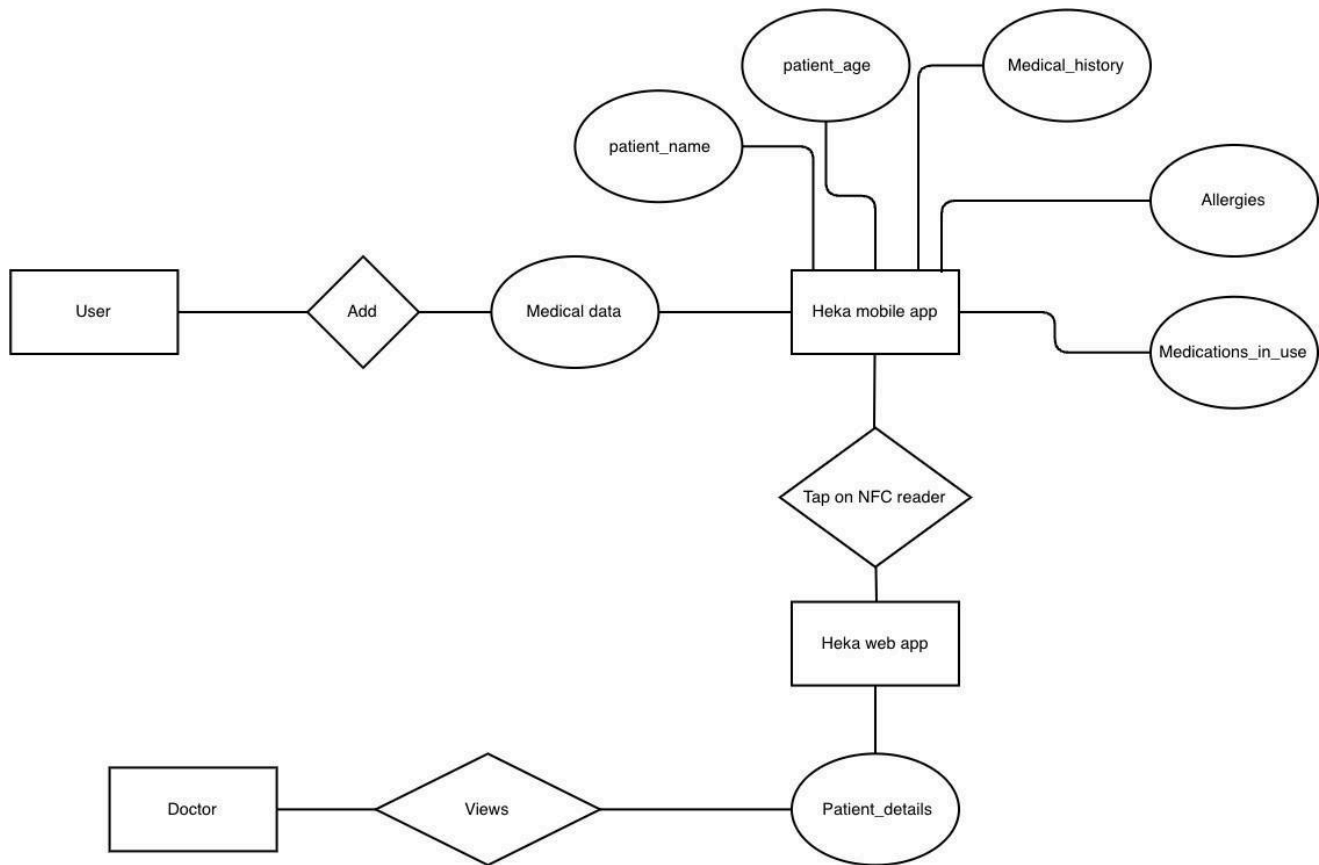 patient_age
Medical_history
patient_name
Allergies
User
Add
Medical data
Heka mobile app
Medications_in_use
Tap on NFC reader
Heka web app
Doctor
Views
Patient_details